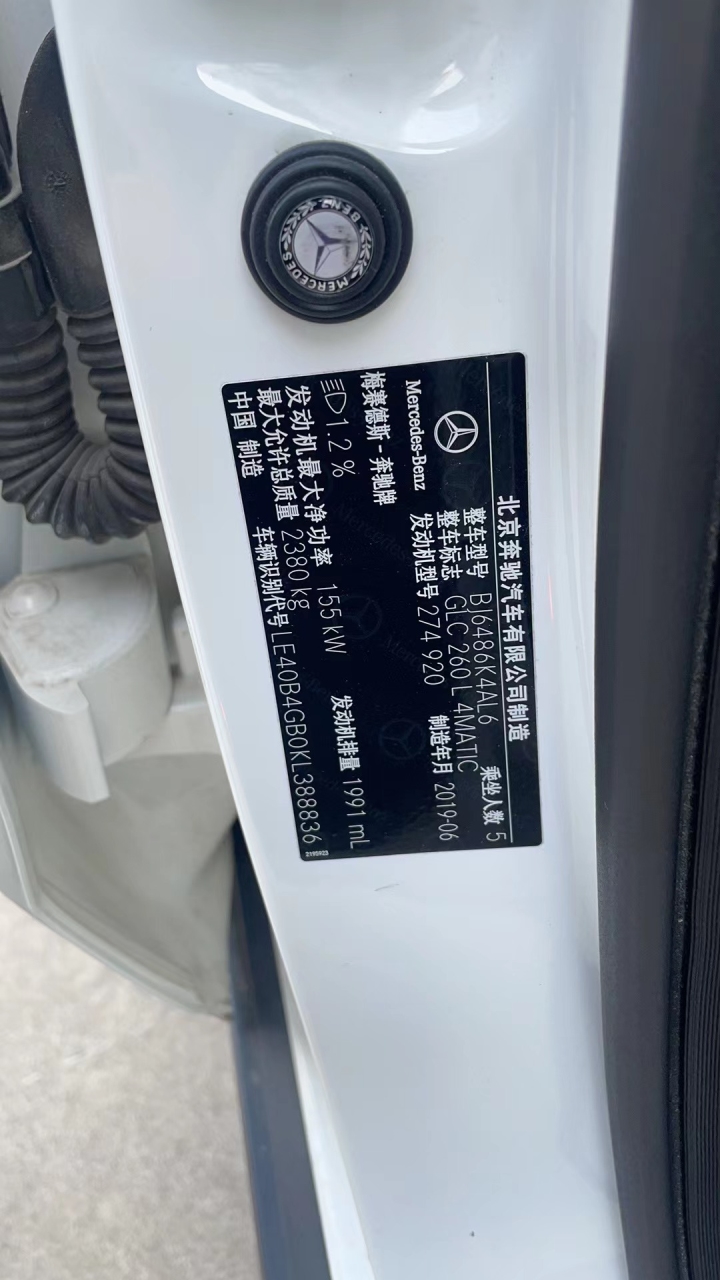 MERCEDES BENZ
北京奔驰汽车有限公司制造
Mercedes-Benz
整车型号 BJ6486K4AL6 乘坐人数 5
整车标志 GLC 260 L 4MATIC
发动机型号 274 920 制造年月 2019-06
梅赛德斯-奔驰牌
1.2 % 发动机排量 1991 mL
发动机最大净功率 155 kW
最大允许总质量 2380 kg
中国 制造 车辆识别代号 LE40B4GB0KL388836